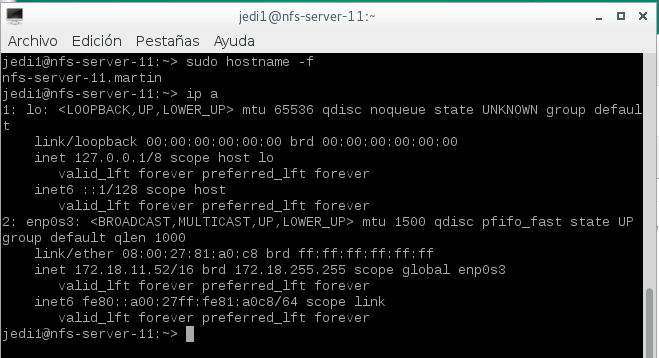 jedi1@nfs-server-11:~
Archivo Edición Pestañas Ayuda
jedi1@nfs-server-11:~> sudo hostname -f
nfs-server-11.martin
jedi1@nfs-server-11:~> ip a
1: lo: <LOOPBACK,UP,LOWER_UP> mtu 65536 qdisc noqueue state UNKNOWN group defaul
t
    link/loopback 00:00:00:00:00:00 brd 00:00:00:00:00:00
    inet 127.0.0.1/8 scope host lo
       valid_lft forever preferred_lft forever
    inet6 ::1/128 scope host
       valid_lft forever preferred_lft forever
2: enp0s3: <BROADCAST,MULTICAST,UP,LOWER_UP> mtu 1500 qdisc pfifo_fast state UP
group default qlen 1000
    link/ether 08:00:27:81:a0:c8 brd ff:ff:ff:ff:ff:ff
    inet 172.18.11.52/16 brd 172.18.255.255 scope global enp0s3
       valid_lft forever preferred_lft forever
    inet6 fe80::a00:27ff:fe81:a0c8/64 scope link
       valid_lft forever preferred_lft forever
jedi1@nfs-server-11:~>